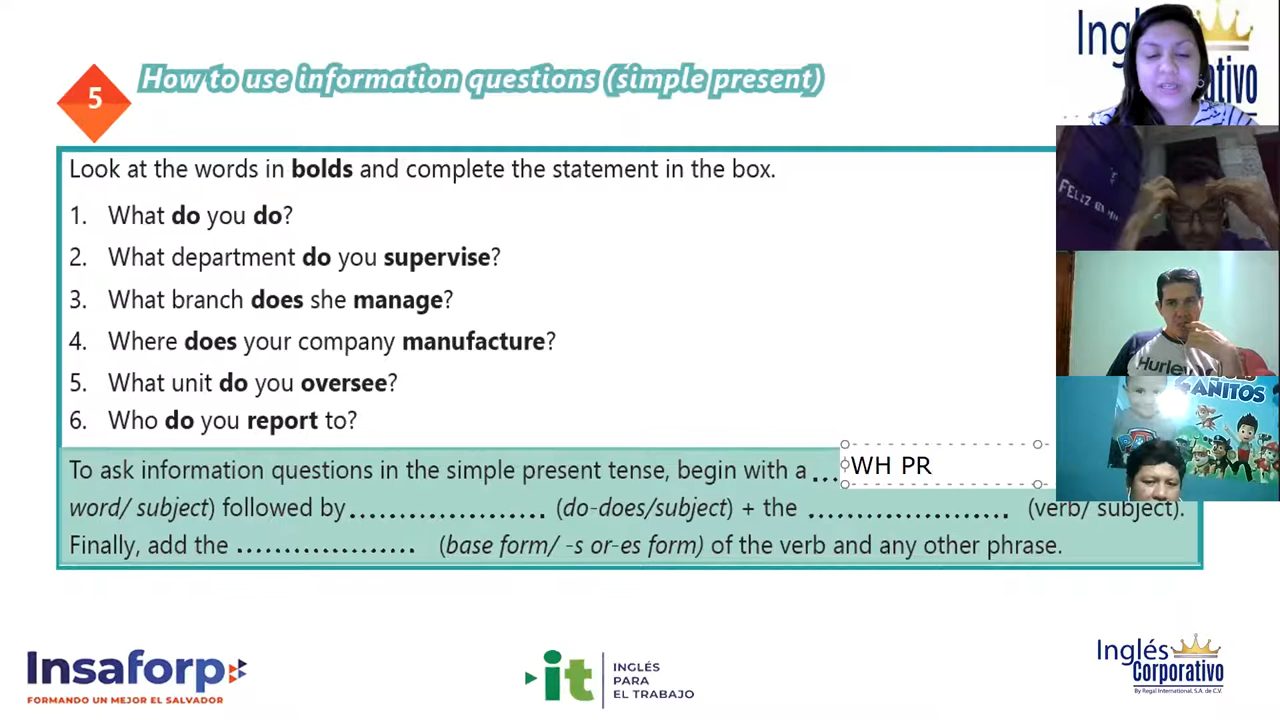 5 How to use information questions (simple present)
Look at the words in bolds and complete the statement in the box.
1. What do you do?
2. What department do you supervise?
3. What branch does she manage?
4. Where does your company manufacture?
5. What unit do you oversee?
6. Who do you report to?
To ask information questions in the simple present tense, begin with a ... WH PR
word/ subject) followed by ..................... (do-does/subject) + the ..................... (verb/ subject).
Finally, add the ................... (base form/ -s or-es form) of the verb and any other phrase.
Insaforp
FORMANDO UN MEJOR EL SALVADOR
it INGLÉS
PARA
EL TRABAJO
Inglés
Corporativo
By Regal International, S.A. de C.V.
Ing
orativo
FELIZ
Hurley
AÑITOS